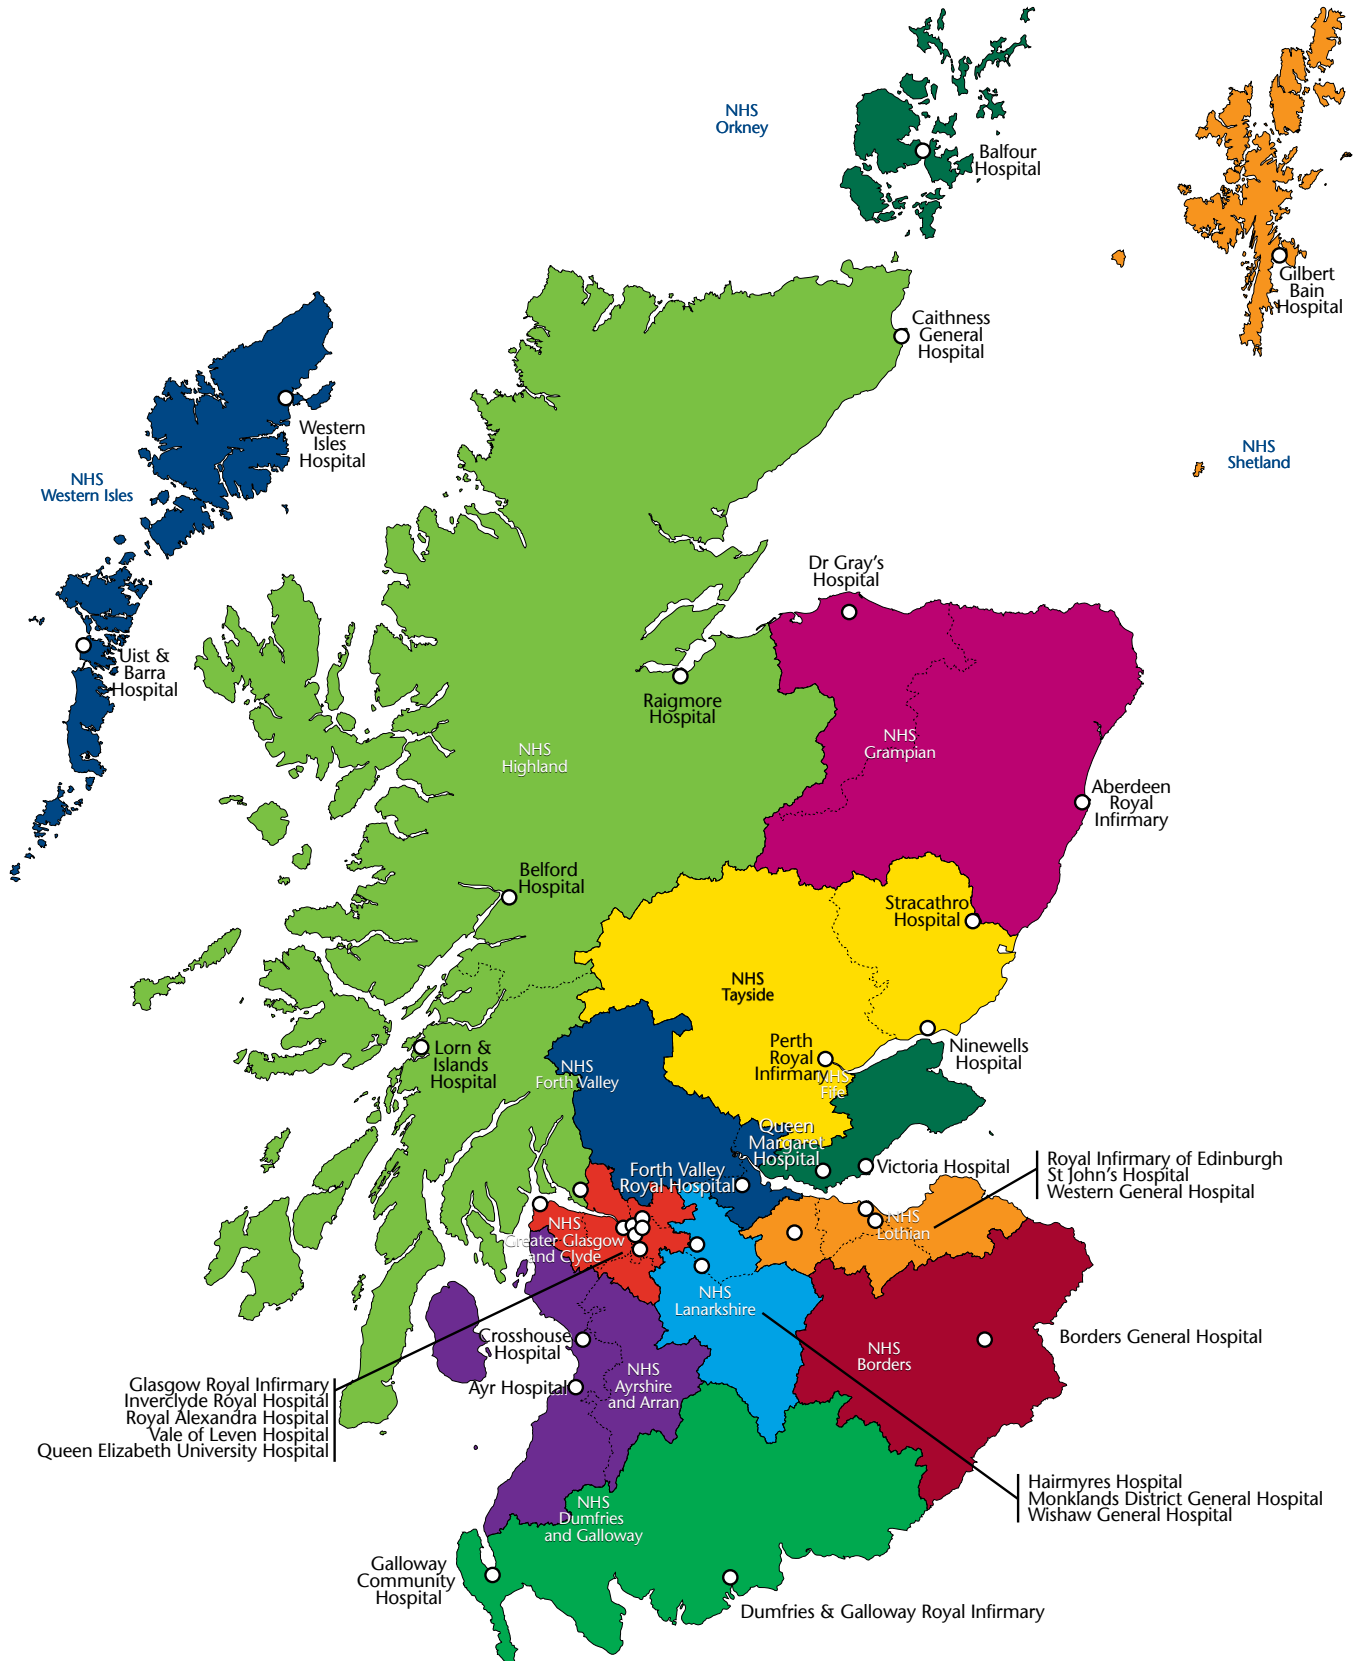 NHS
Orkney
Balfour
Hospital
Gilbert
Bain
Hospital
Caithness
General
Hospital
Western
Isles
Hospital
NHS
Western Isles
NHS
Shetland
Dr Gray's
Hospital
Uist &
Barra
Hospital
Raigmore
Hospital
NHS
Highland
NHS
Grampian
Aberdeen
Royal
Infirmary
Belford
Hospital
Stracathro
Hospital
NHS
Tayside
Perth
Royal
Infirmary
Ninewells
Hospital
Lorn &
Islands
Hospital
NHS
Forth Valley
NHS
Fife
Queen
Margaret
Hospital
Victoria Hospital
Forth Valley
Royal Hospital
Royal Infirmary of Edinburgh
St John's Hospital
Western General Hospital
NHS
Lothian
NHS
Greater Glasgow
and Clyde
NHS
Lanarkshire
Crosshouse
Hospital
NHS
Borders
Borders General Hospital
NHS
Ayrshire
and Arran
Ayr Hospital
Glasgow Royal Infirmary
Inverclyde Royal Hospital
Royal Alexandra Hospital
Vale of Leven Hospital
Queen Elizabeth University Hospital
Hairmyres Hospital
Monklands District General Hospital
Wishaw General Hospital
NHS
Dumfries
and Galloway
Galloway
Community
Hospital
Dumfries & Galloway Royal Infirmary